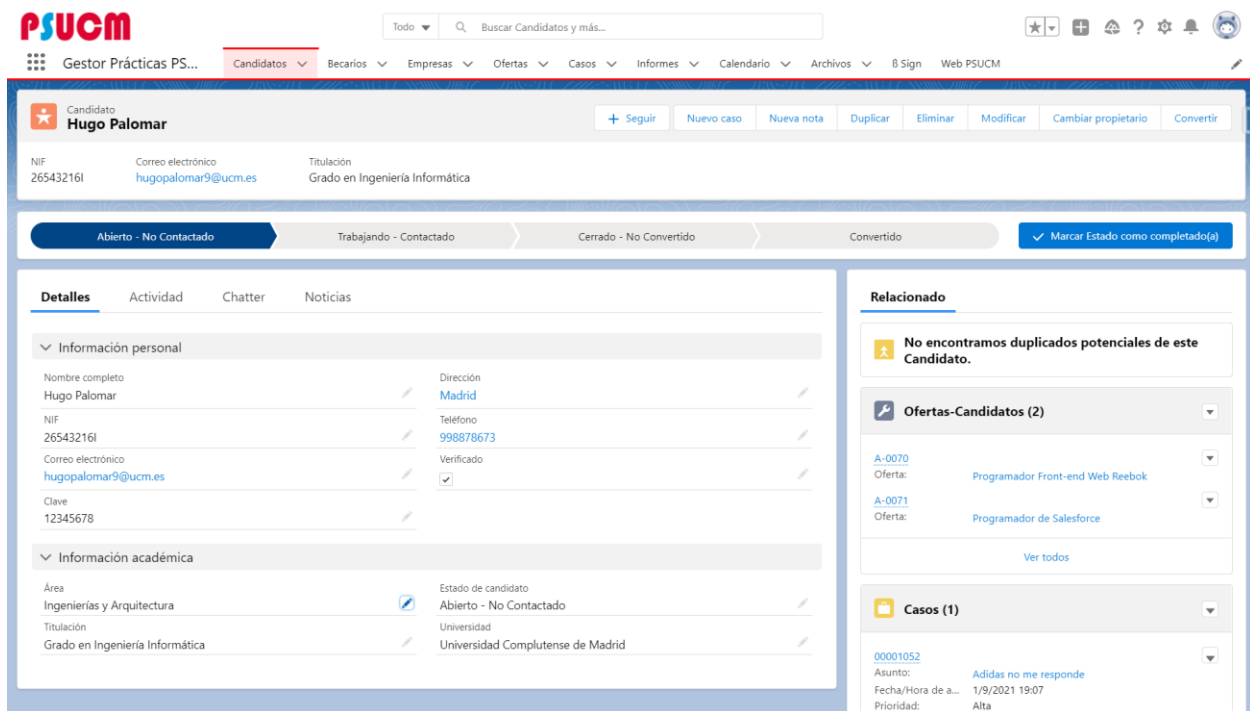 PSUCM
Todo
Buscar Candidatos y más...
Gestor Prácticas PS...
Candidatos
Becarios
Empresas
Ofertas
Casos
Informes
Calendario
Archivos
ß Sign
Web PSUCM
Candidato
Hugo Palomar
Seguir
Nuevo caso
Nueva nota
Duplicar
Eliminar
Modificar
Cambiar propietario
Convertir
NIF
Correo electrónico
Titulación
26543216I
hugopalomar9@ucm.es
Grado en Ingeniería Informática
Abierto - No Contactado
Trabajando - Contactado
Cerrado - No Convertido
Convertido
Marcar Estado como completado(a)
Detalles
Actividad
Chatter
Noticias
Información personal
Nombre completo
Hugo Palomar
Dirección
Madrid
NIF
26543216I
Teléfono
998878673
Correo electrónico
hugopalomar9@ucm.es
Verificado
Clave
12345678
Información académica
Área
Ingenierías y Arquitectura
Estado de candidato
Abierto - No Contactado
Titulación
Grado en Ingeniería Informática
Universidad
Universidad Complutense de Madrid
Relacionado
No encontramos duplicados potenciales de este
Candidato.
Ofertas-Candidatos (2)
A-0070
Oferta:
Programador Front-end Web Reebok
A-0071
Oferta:
Programador de Salesforce
Ver todos
Casos (1)
00001052
Asunto:
Adidas no me responde
Fecha/Hora de a...
1/9/2021 19:07
Prioridad:
Alta